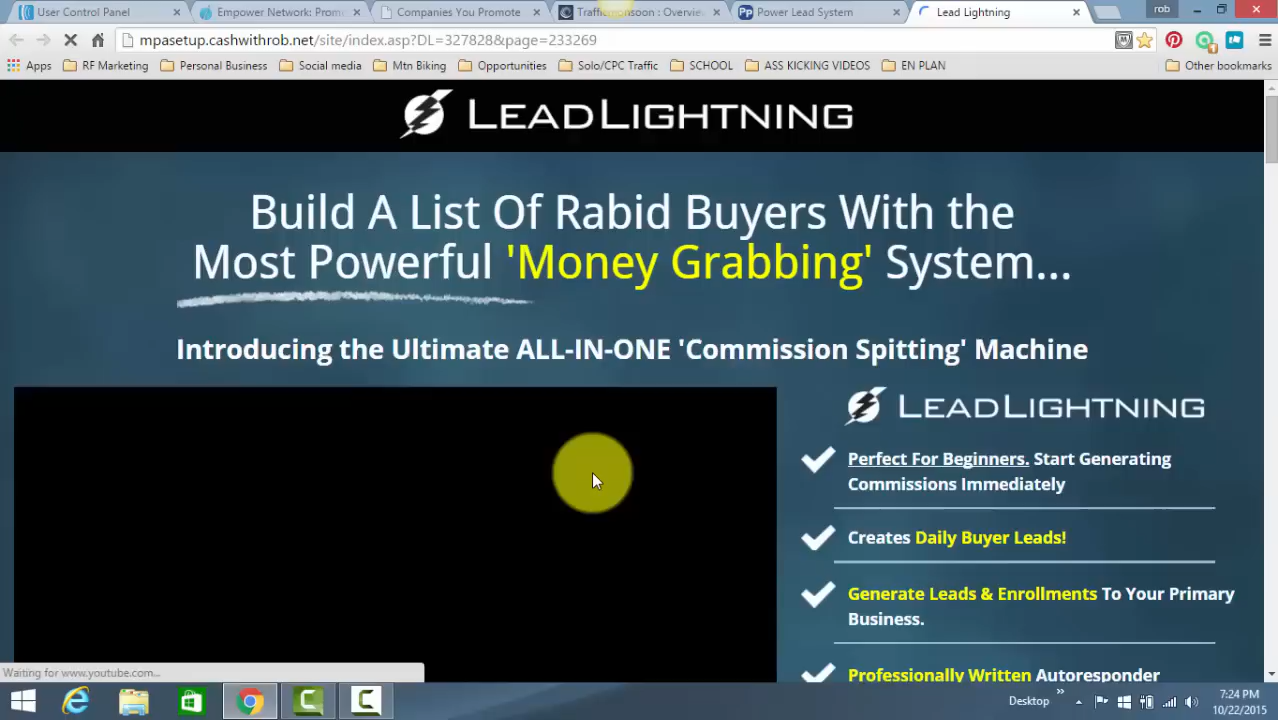 User Control Panel
Empower Network: Prom
Companies You Promote
Trafficmonsoon : Overvie
Power Lead System
Lead Lightning
rob
mpasetup.cashwithrob.net/site/index.asp?DL=327828&page=233269
Apps
RF Marketing
Personal Business
Social media
Mtn Biking
Opportunities
Solo/CPC Traffic
SCHOOL
ASS KICKING VIDEOS
EN PLAN
Other bookmarks
LEADLIGHTNING
Build A List Of Rabid Buyers With the
Most Powerful 'Money Grabbing' System...
Introducing the Ultimate ALL-IN-ONE 'Commission Spitting' Machine
LEADLIGHTNING
Perfect For Beginners. Start Generating
Commissions Immediately
Creates Daily Buyer Leads!
Generate Leads & Enrollments To Your Primary
Business.
Professionally Written Autoresponder
Waiting for www.youtube.com...
Desktop
7:24 PM
10/22/2015